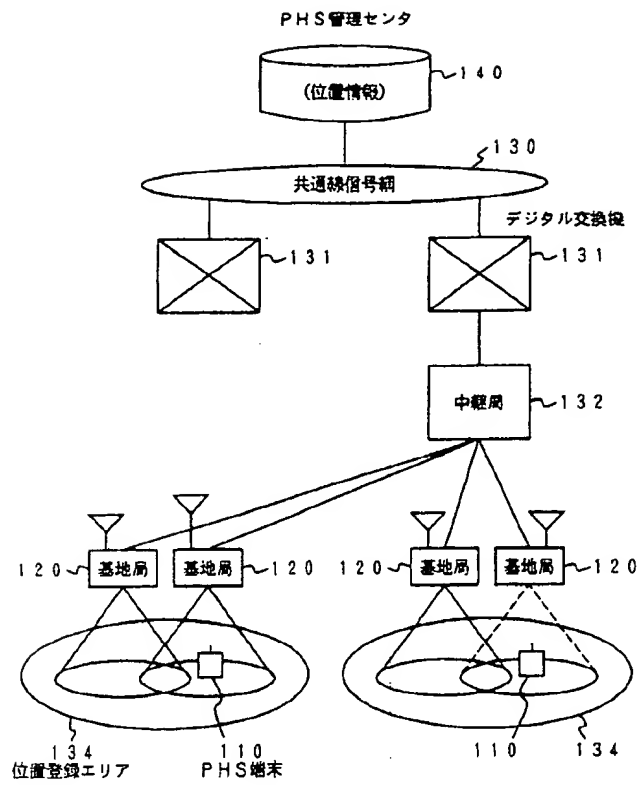 PHS管理センタ
140
(位置情報)
130
共通線信号網
デジタル交換機
131
131
中継局
132
120
基地局
基地局
120
120
基地局
基地局
120
134
110
110
134
位置登録エリア
PHS端末